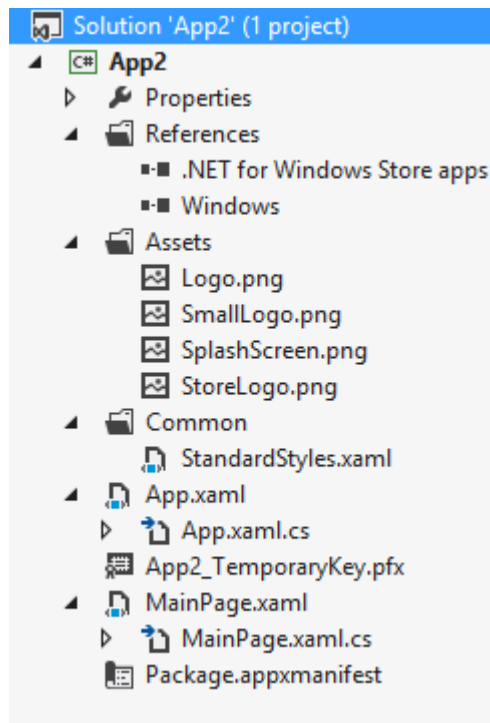 Solution 'App2' (1 project)
C# App2
Properties
References
.NET for Windows Store apps
Windows
Assets
Logo.png
SmallLogo.png
SplashScreen.png
StoreLogo.png
Common
StandardStyles.xaml
App.xaml
App.xaml.cs
App2_TemporaryKey.pfx
MainPage.xaml
MainPage.xaml.cs
Package.appxmanifest